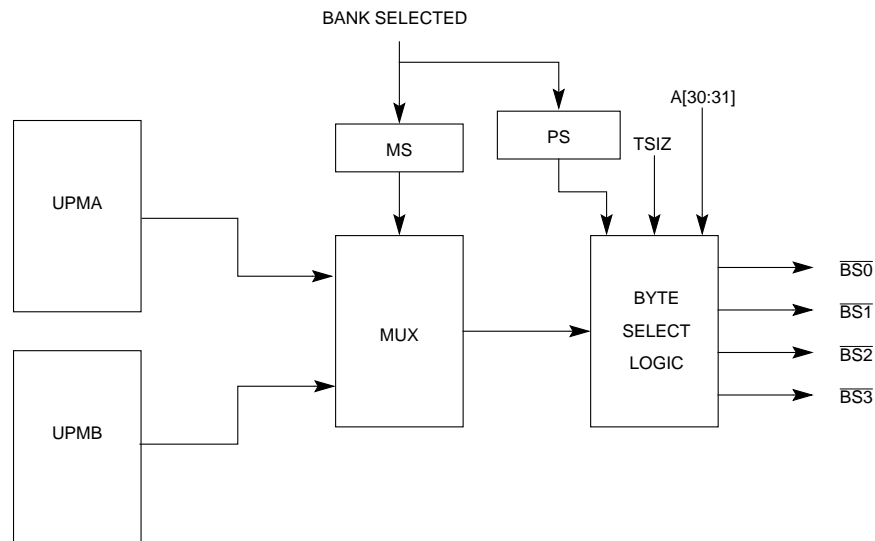 BANK SELECTED
A[30:31]
MS
PS
TSIZ
UPMA
BS0
BYTE
BS1
MUX
SELECT
BS2
LOGIC
BS3
UPMB